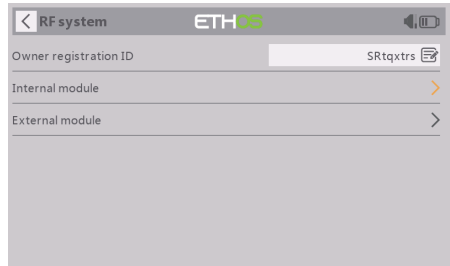 RF system
ETHOS
Owner registration ID
SRtqxtrs
Internal module
External module